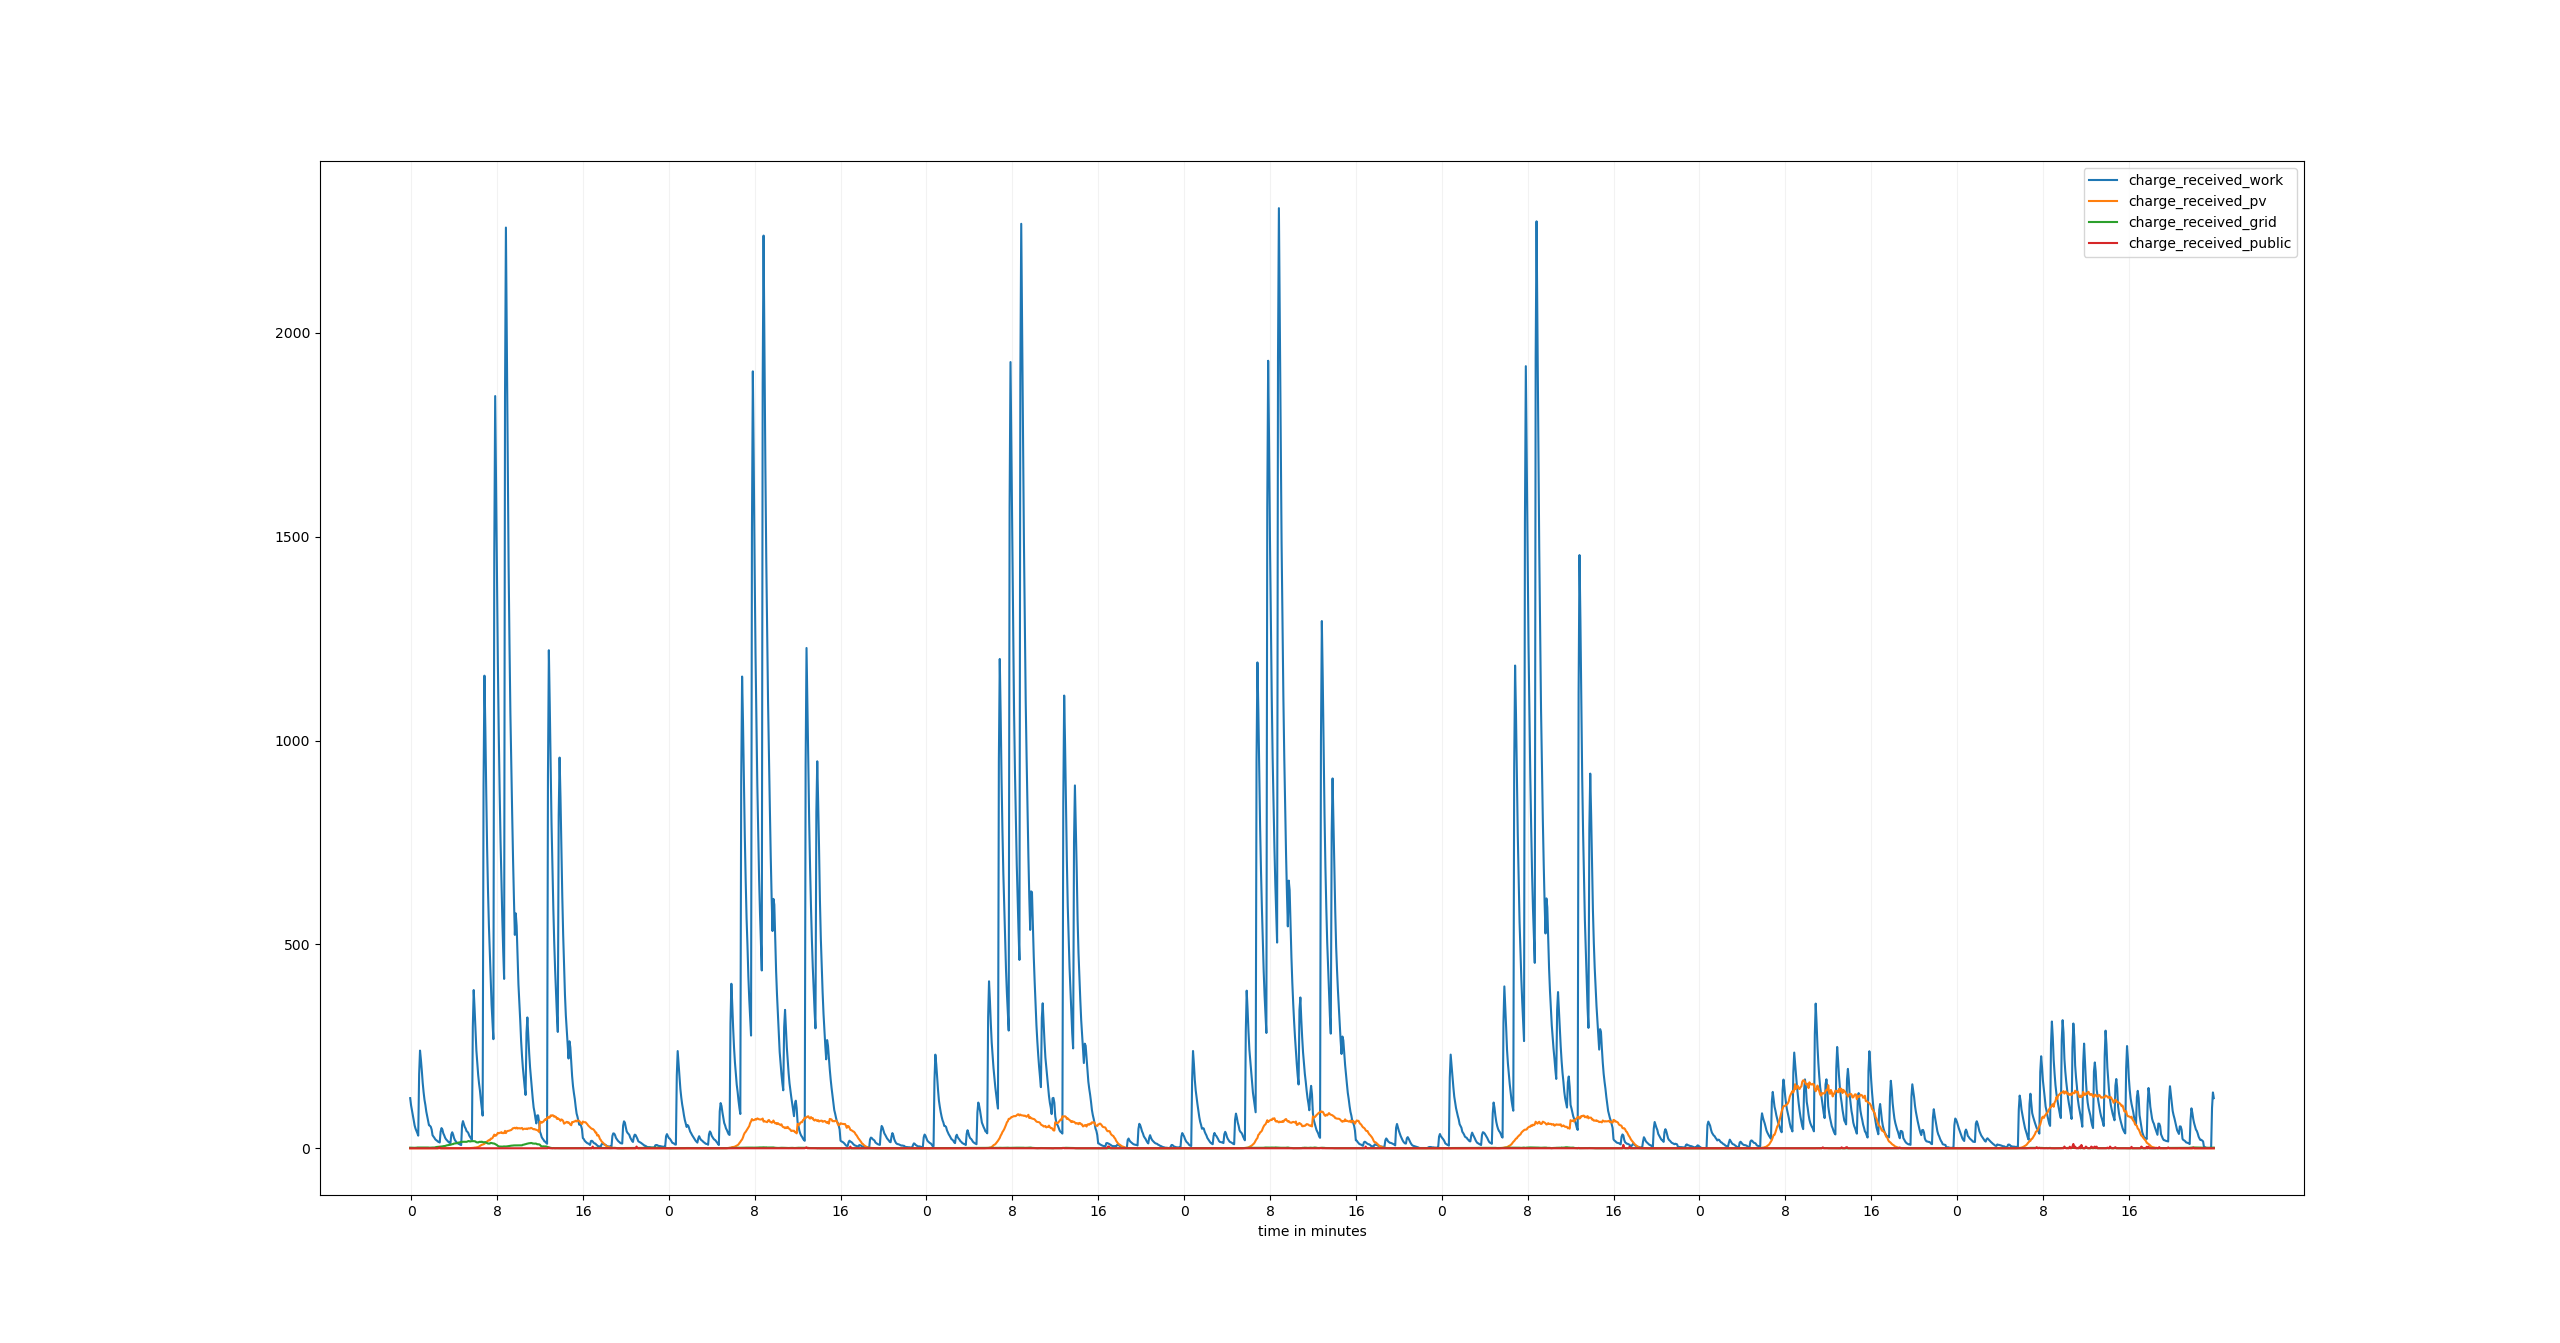 charge_received_work
charge_received_pv
charge_received_grid
charge_received_public
2000
1500
1000
500
0
0 8 16 0 8 16 0 8 16 0 8 16 0 8 16 0 8 16 0 8 16
time in minutes